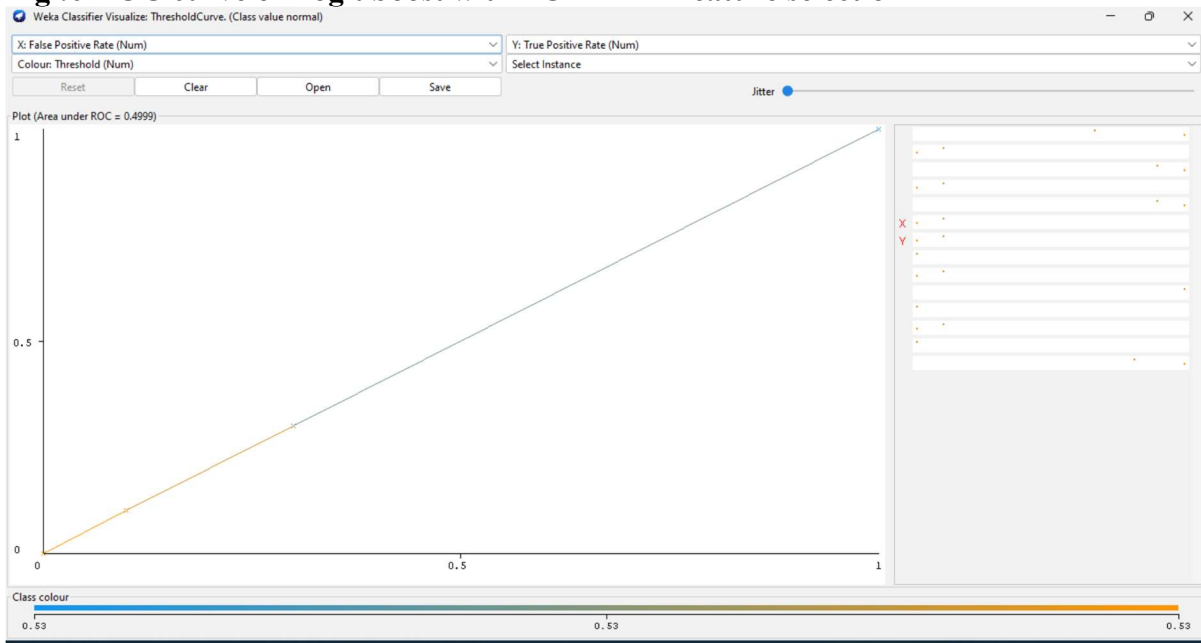 Weka Classifier Visualize: ThresholdCurve. (Class value normal)
X: False Positive Rate (Num)
Y: True Positive Rate (Num)
Colour: Threshold (Num)
Select Instance
Reset
Clear
Open
Save
Jitter
Plot (Area under ROC = 0.4999)
1
0.5
0
0
0.5
1
X
Y
Class colour
0.53
0.53
0.53